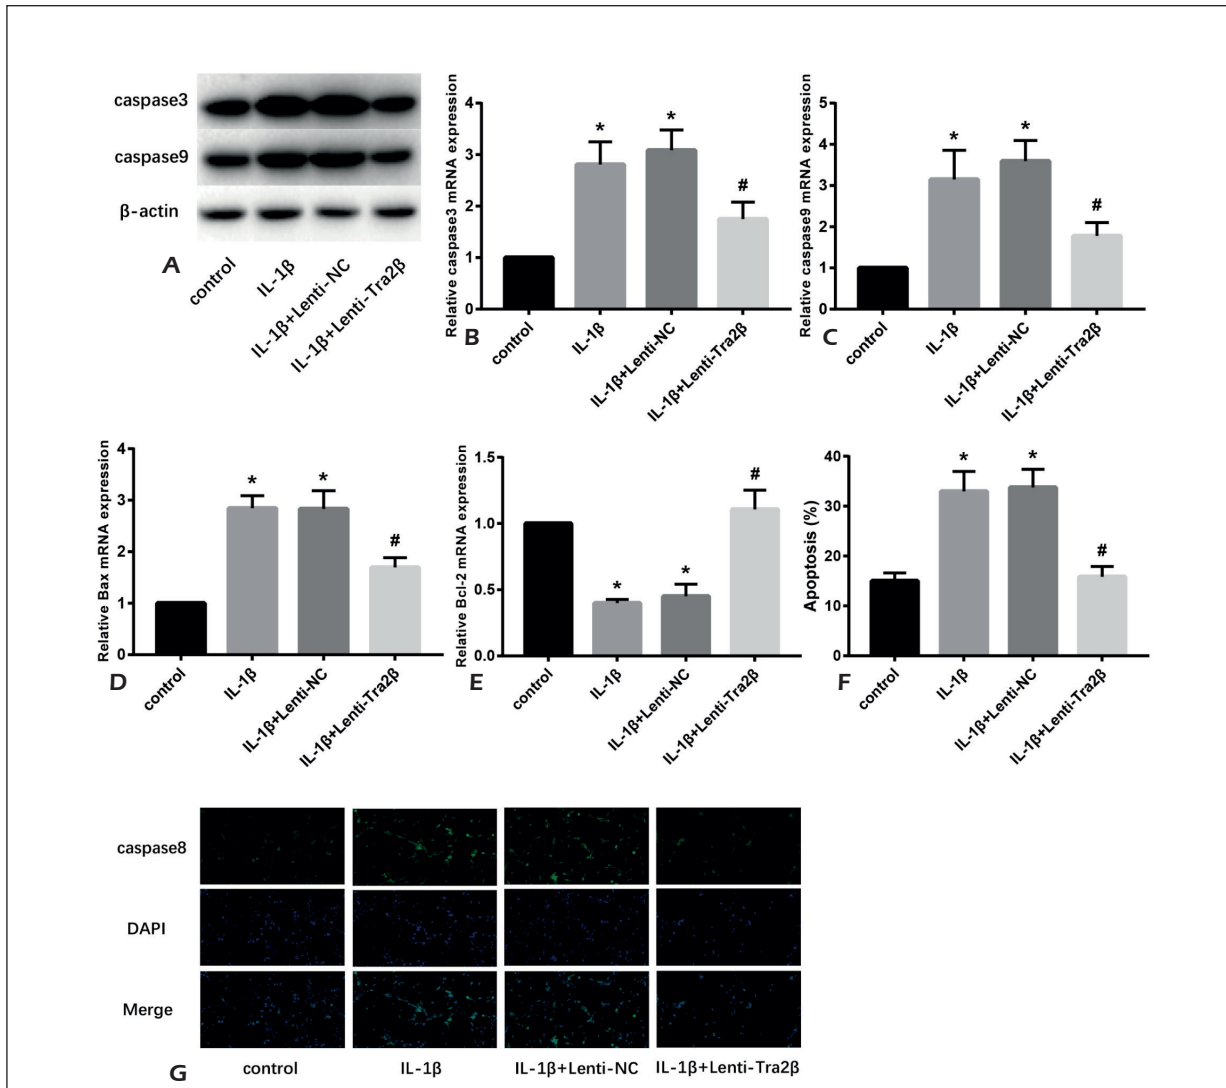 caspase3
caspase9
β-actin
A
control
IL-1β
IL-1β+Lenti-NC
IL-1β+Lenti-Tra2β
Relative caspase3 mRNA expression
4
3
2
1
0
*
*
#
B
control
IL-1β
IL-1β+Lenti-NC
IL-1β+Lenti-Tra2β
Relative caspase9 mRNA expression
5
4
3
2
1
0
*
*
#
C
control
IL-1β
IL-1β+Lenti-NC
IL-1β+Lenti-Tra2β
Relative Bax mRNA expression
4
3
2
1
0
*
*
#
D
control
IL-1β
IL-1β+Lenti-NC
IL-1β+Lenti-Tra2β
Relative Bcl-2 mRNA expression
1.5
1.0
0.5
0.0
*
*
#
E
control
IL-1β
IL-1β+Lenti-NC
IL-1β+Lenti-Tra2β
Apoptosis (%)
40
30
20
10
0
*
*
#
F
control
IL-1β
IL-1β+Lenti-NC
IL-1β+Lenti-Tra2β
caspase8
DAPI
Merge
G
control
IL-1β
IL-1β+Lenti-NC
IL-1β+Lenti-Tra2β